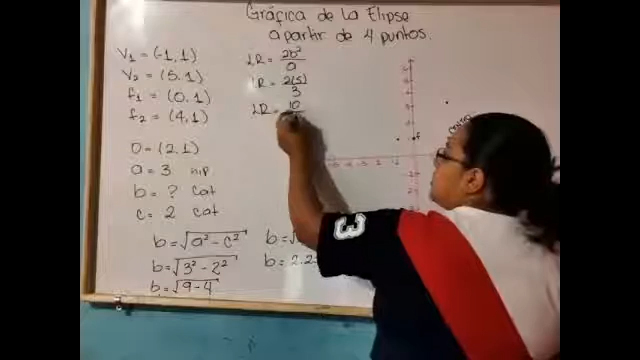 Gráfica de la Elipse
a partir de 4 puntos.
V₁ = (-1, 1)
V₂ = (5, 1)
f₁ = (0, 1)
f₂ = (4, 1)
O = (2, 1)
a = 3 hip
b = ? cat
c = 2 cat
b = √a² - c²
b = √3² - 2²
b = √9 - 4
LR = 2b²/a
LR = 2(5)/3
LR = 10
b = √
b = 2.2
3